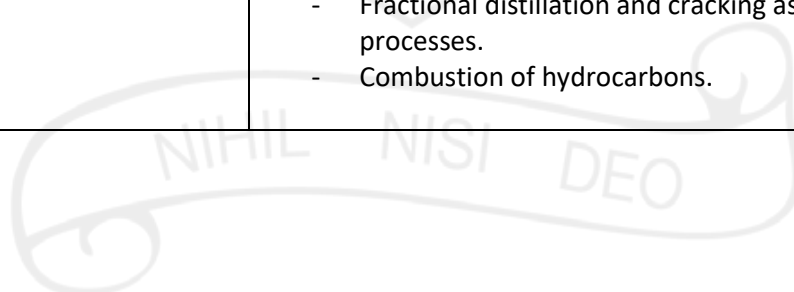 - Fractional distillation and cracking as
processes.
- Combustion of hydrocarbons.
NIHIL NISI DEO